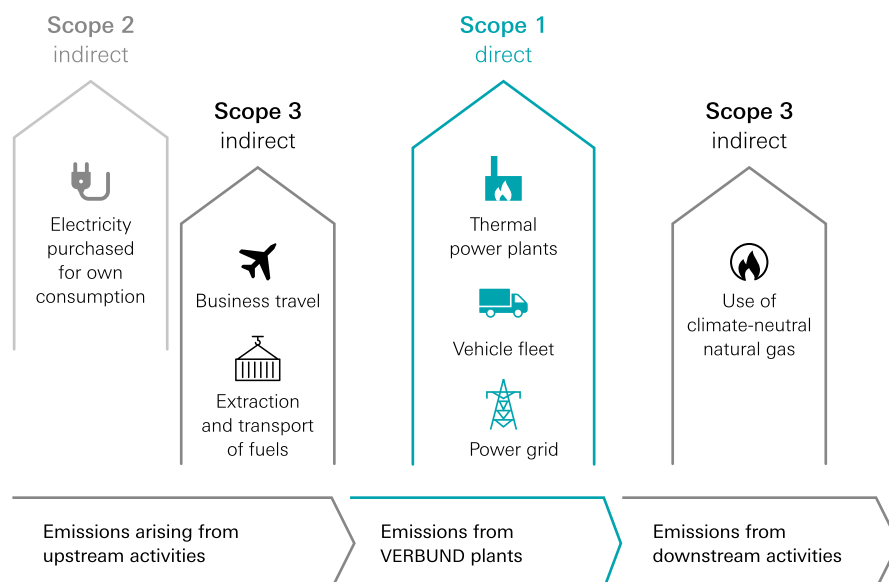 Scope 2
indirect
Electricity
purchased
for own
consumption
Scope 3
indirect
Business travel
Extraction
and transport
of fuels
Scope 1
direct
Thermal
power plants
Vehicle fleet
Power grid
Scope 3
indirect
Use of
climate-neutral
natural gas
Emissions arising from
upstream activities
Emissions from
VERBUND plants
Emissions from
downstream activities